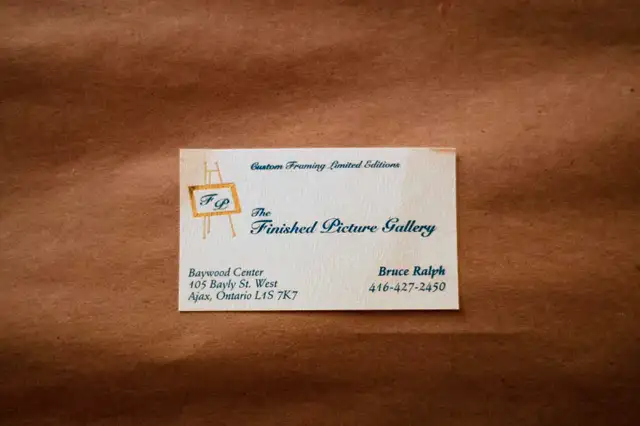 Custom Framing Limited Editions
F P
The
Finished Picture Gallery
Baywood Center
105 Bayly St. West
Ajax, Ontario L1S 7K7
Bruce Ralph
416-427-2450